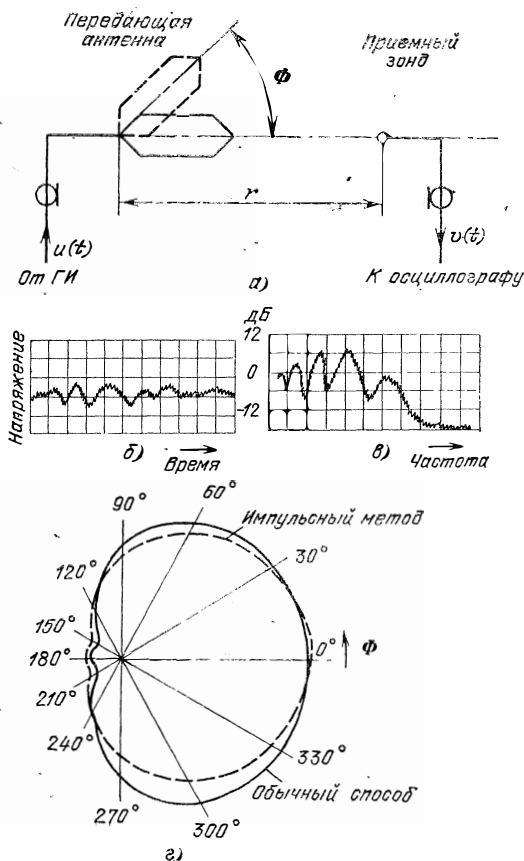 Передающая
антенна
Приемный
зонд
Ф
r
u(t)
v(t)
От ГИ
К осциллографу
а)
Напряжение
дБ
12
0
-12
б)
Время
в)
Частота
90°
60°
Импульсный метод
30°
120°
150°
0°
Ф
180°
210°
240°
330°
Обычный способ
270°
300°
г)